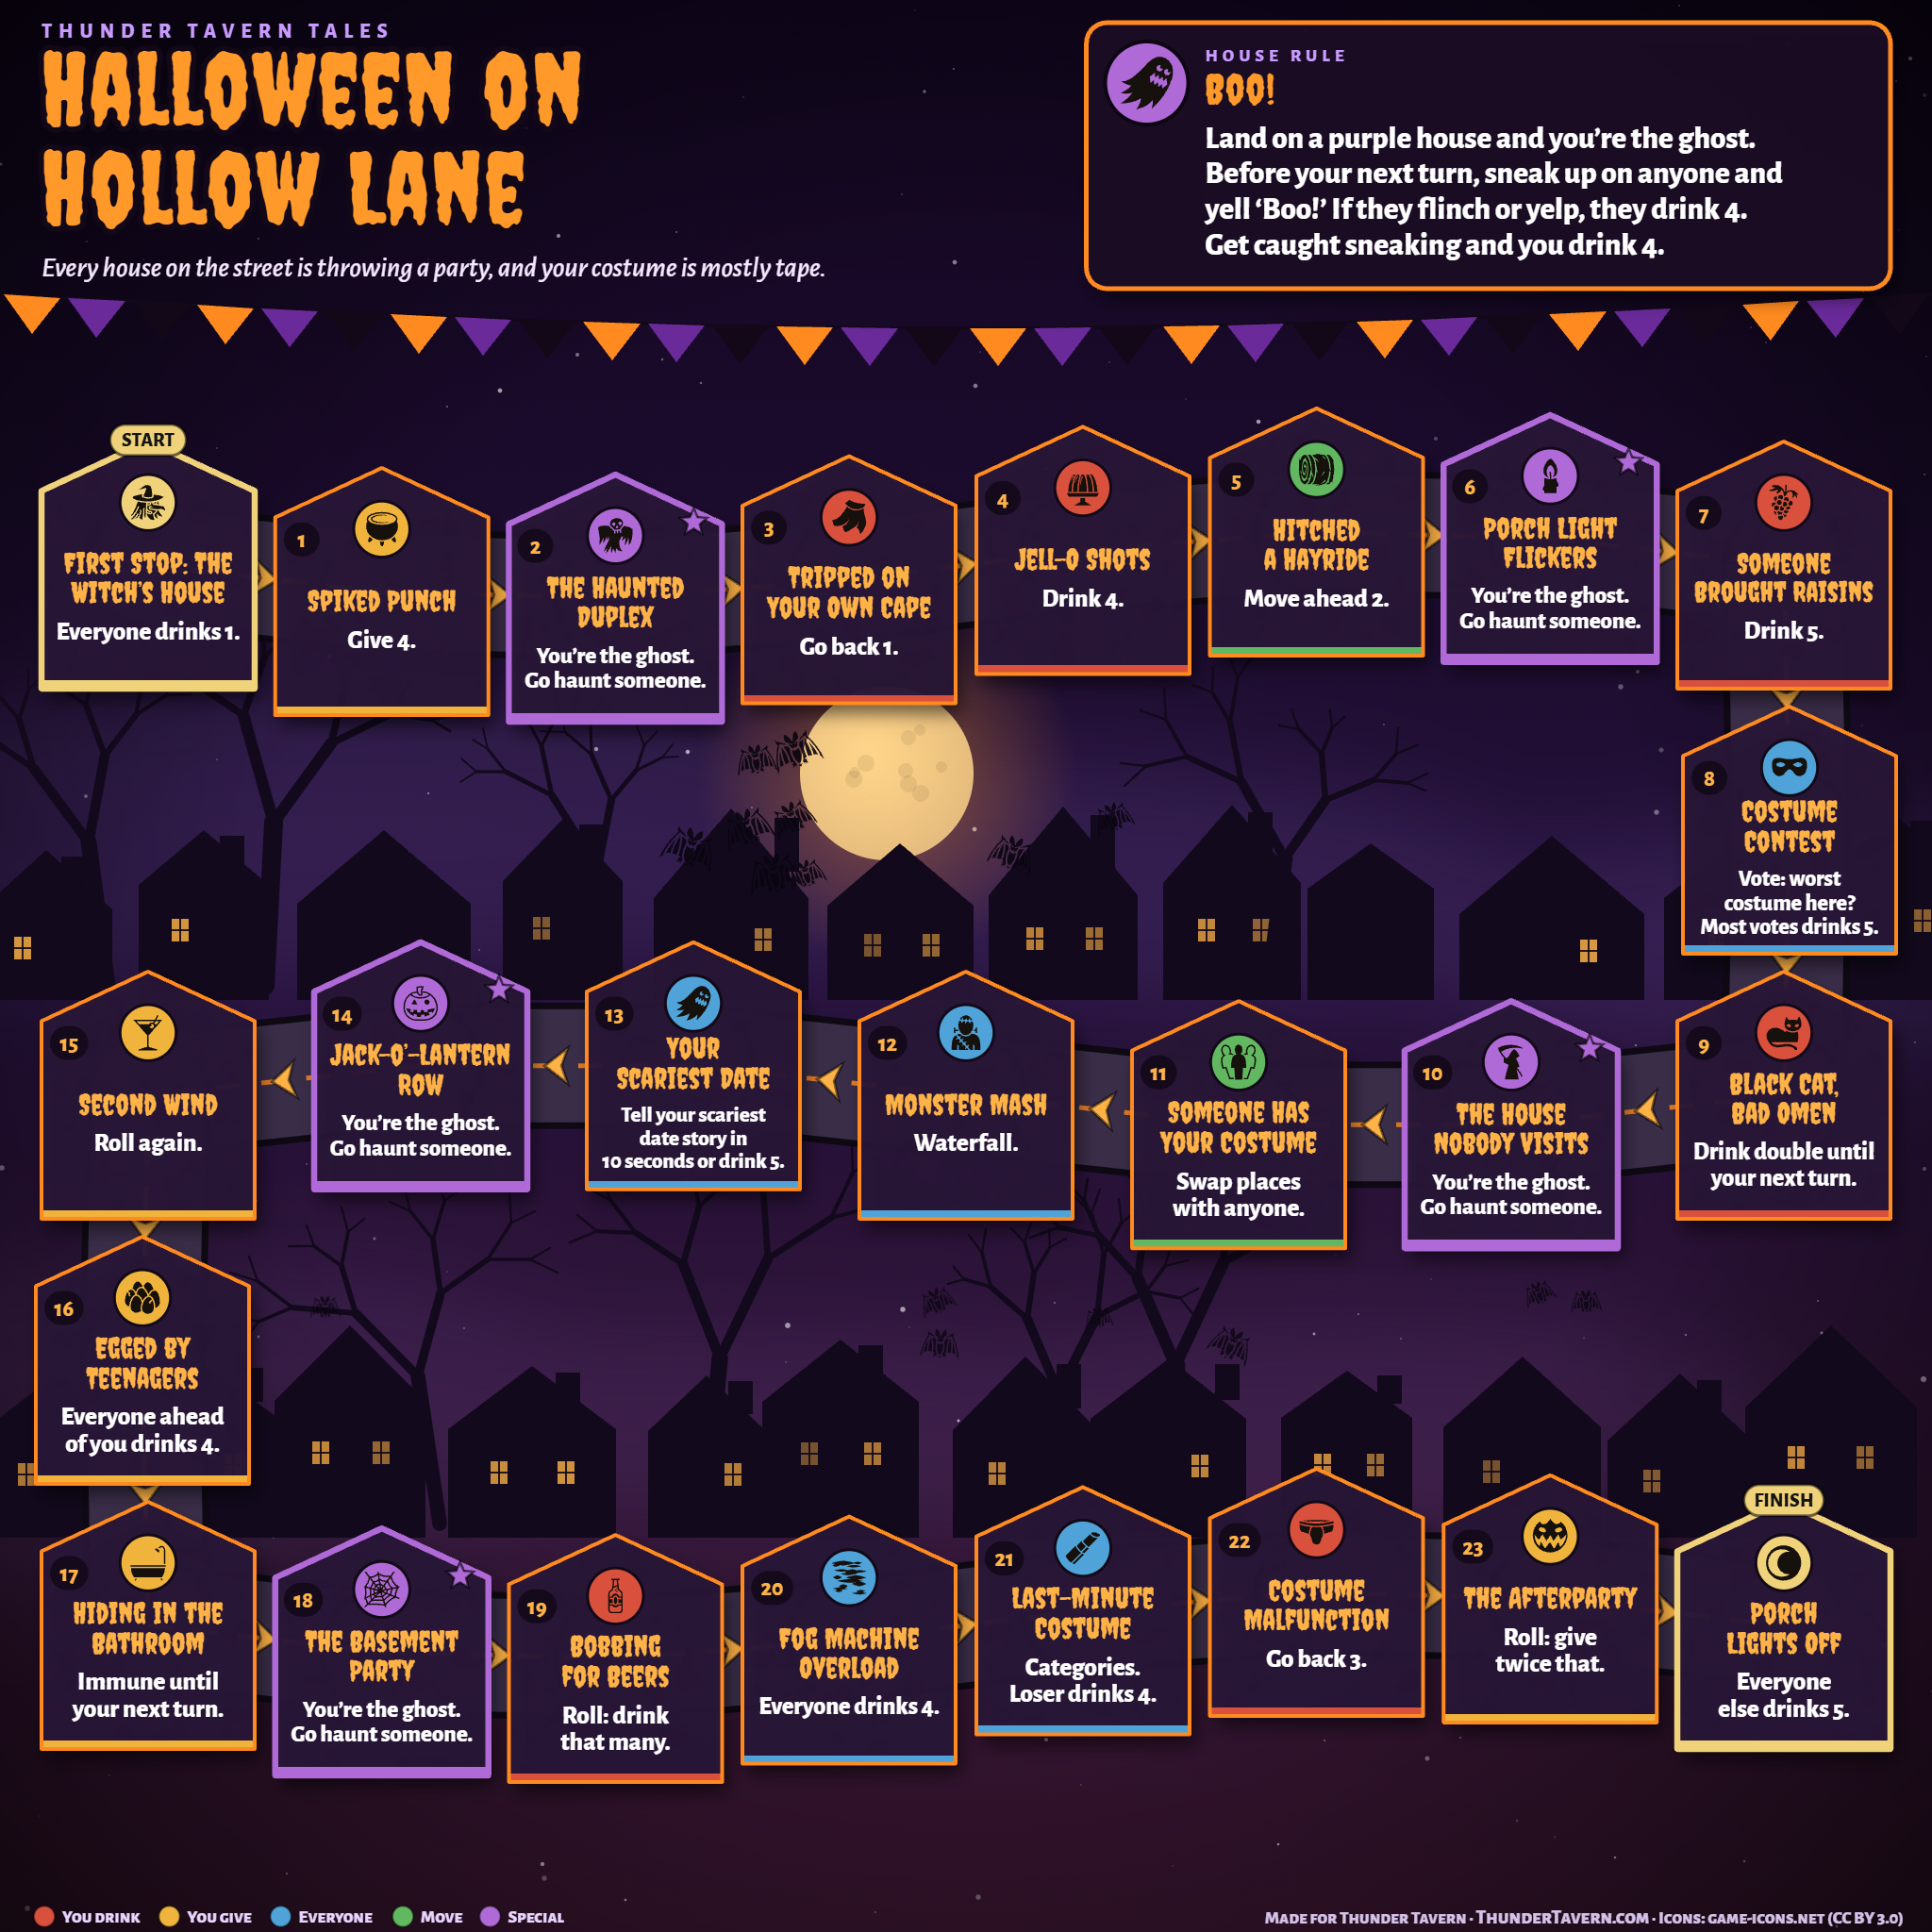 THUNDER TAVERN TALES
HALLOWEEN ON
HOLLOW LANE
Every house on the street is throwing a party, and your costume is mostly tape.
HOUSE RULE
BOO!
Land on a purple house and you're the ghost.
Before your next turn, sneak up on anyone and
yell ‘Boo!’ If they flinch or yelp, they drink 4.
Get caught sneaking and you drink 4.
START
FIRST STOP: THE
WITCH'S HOUSE
Everyone drinks 1.
1
SPIKED PUNCH
Give 4.
2
THE HAUNTED
DUPLEX
You're the ghost.
Go haunt someone.
3
TRIPPED ON
YOUR OWN CAPE
Go back 1.
4
JELL-O SHOTS
Drink 4.
5
HITCHED
A HAYRIDE
Move ahead 2.
6
PORCH LIGHT
FLICKERS
You're the ghost.
Go haunt someone.
7
SOMEONE
BROUGHT RAISINS
Drink 5.
8
COSTUME
CONTEST
Vote: worst
costume here?
Most votes drinks 5.
9
BLACK CAT,
BAD OMEN
Drink double until
your next turn.
10
THE HOUSE
NOBODY VISITS
You're the ghost.
Go haunt someone.
11
SOMEONE HAS
YOUR COSTUME
Swap places
with anyone.
12
MONSTER MASH
Waterfall.
13
YOUR
SCARIEST DATE
Tell your scariest
date story in
10 seconds or drink 5.
14
JACK-O'-LANTERN
ROW
You're the ghost.
Go haunt someone.
15
SECOND WIND
Roll again.
16
EGGED BY
TEENAGERS
Everyone ahead
of you drinks 4.
17
HIDING IN THE
BATHROOM
Immune until
your next turn.
18
THE BASEMENT
PARTY
You're the ghost.
Go haunt someone.
19
BOBBING
FOR BEERS
Roll: drink
that many.
20
FOG MACHINE
OVERLOAD
Everyone drinks 4.
21
LAST-MINUTE
COSTUME
Categories.
Loser drinks 4.
22
COSTUME
MALFUNCTION
Go back 3.
23
THE AFTERPARTY
Roll: give
twice that.
FINISH
PORCH
LIGHTS OFF
Everyone
else drinks 5.
YOU DRINK YOU GIVE EVERYONE MOVE SPECIAL
MADE FOR THUNDER TAVERN · THUNDERTAVERN.COM · ICONS: GAME-ICONS.NET (CC BY 3.0)